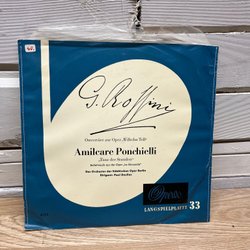 G. Rossini
Ouvertüre zur Oper „Wilhelm Tell“
Amilcare Ponchielli
„Tanz der Stunden“
Ballettmusik aus der Oper „La Gioconda“
Das Orchester der Städtischen Oper Berlin
Dirigent: Paul Strecker
Opera
LANGSPIELPLATTE 33